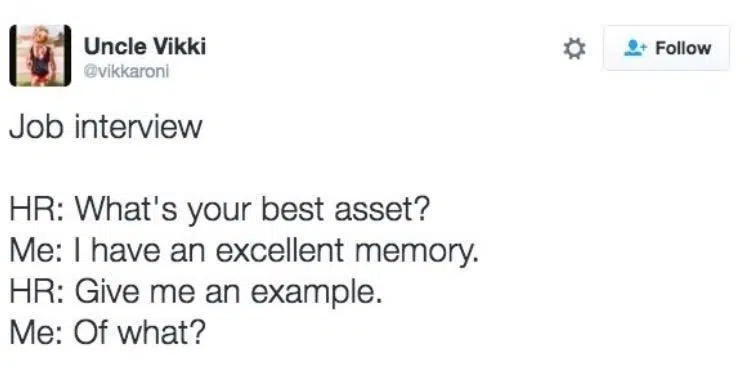 Uncle Vikki
@vikkaroni
Follow
Job interview
HR: What's your best asset?
Me: I have an excellent memory.
HR: Give me an example.
Me: Of what?